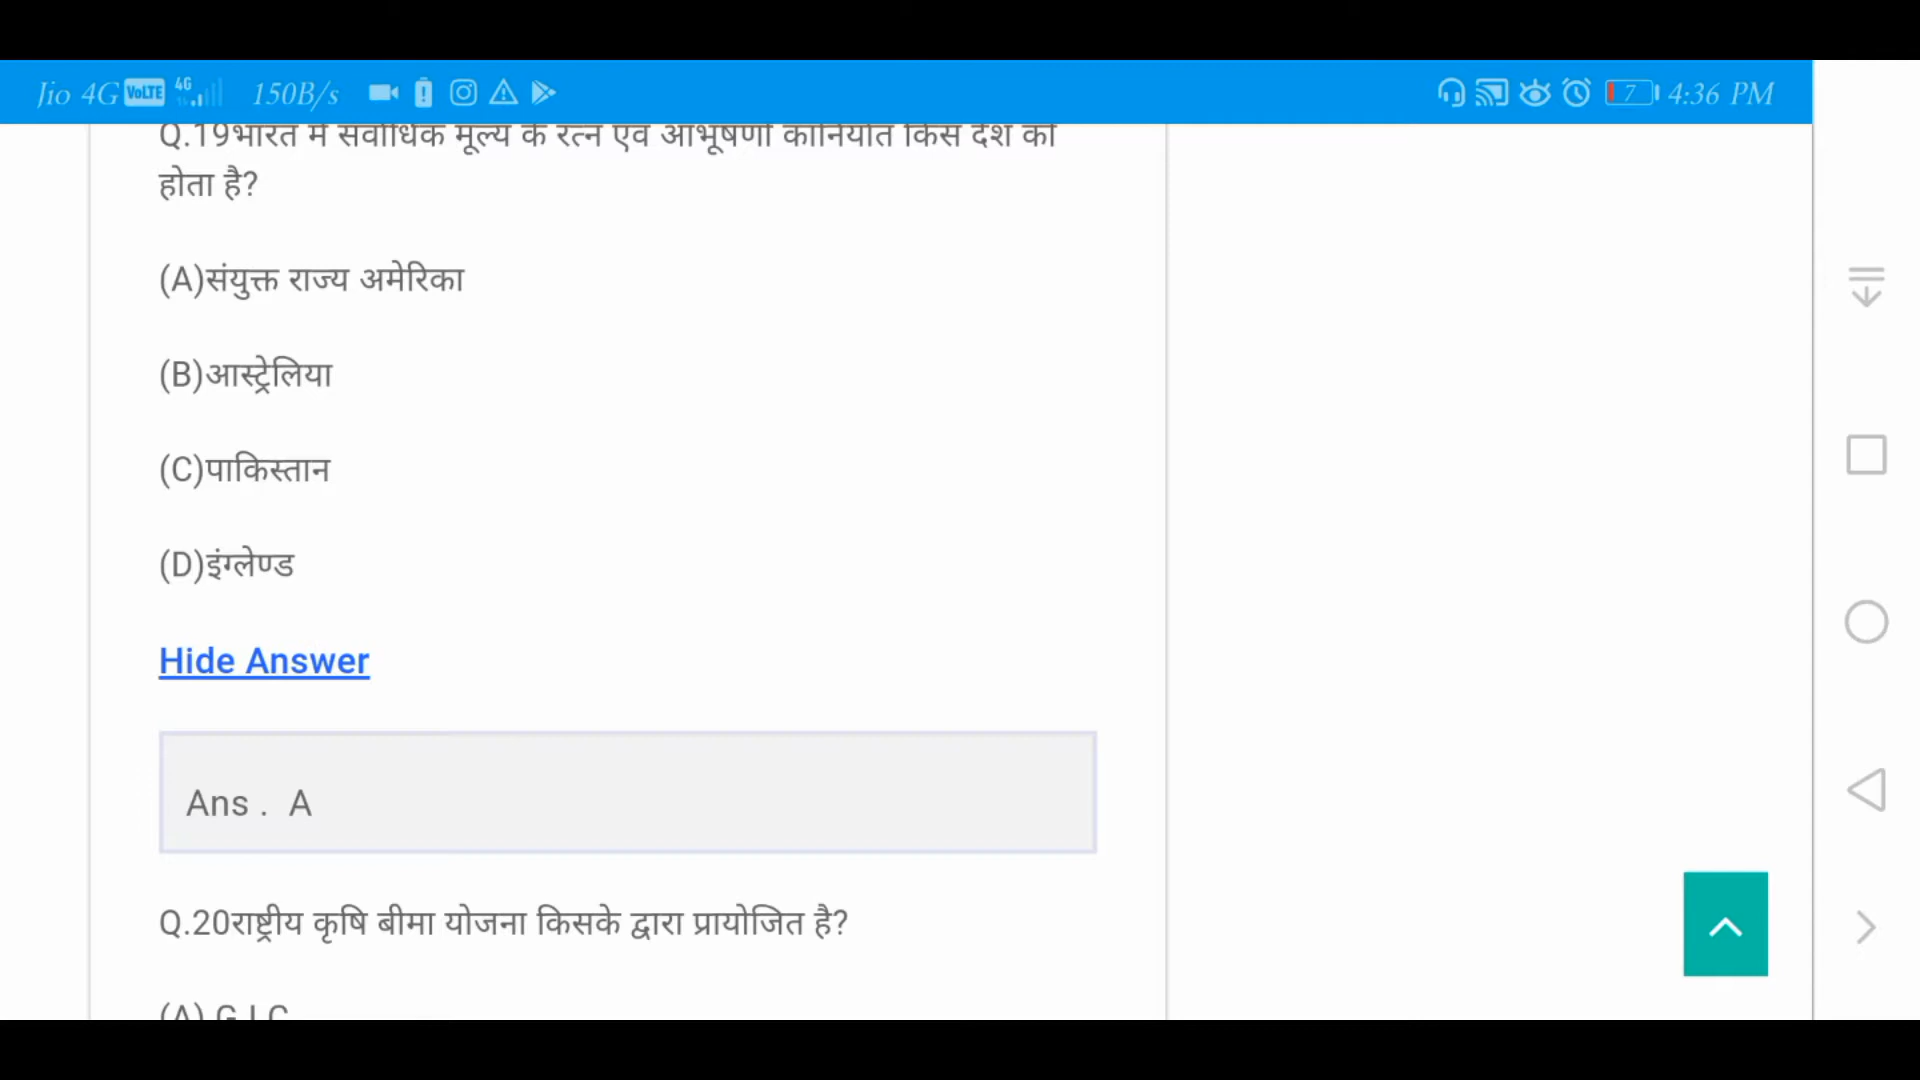 Jio 4G VoLTE 4G 150B/s 7 4:36 PM
Q.19भारत में सर्वाधिक मूल्य के रत्न एवं आभूषणों कानिर्यात किस देश को
होता है?
(A)संयुक्त राज्य अमेरिका
(B)आस्ट्रेलिया
(C)पाकिस्तान
(D)इंग्लेण्ड
Hide Answer
Ans . A
Q.20राष्ट्रीय कृषि बीमा योजना किसके द्वारा प्रायोजित है?
(A) G.I.C